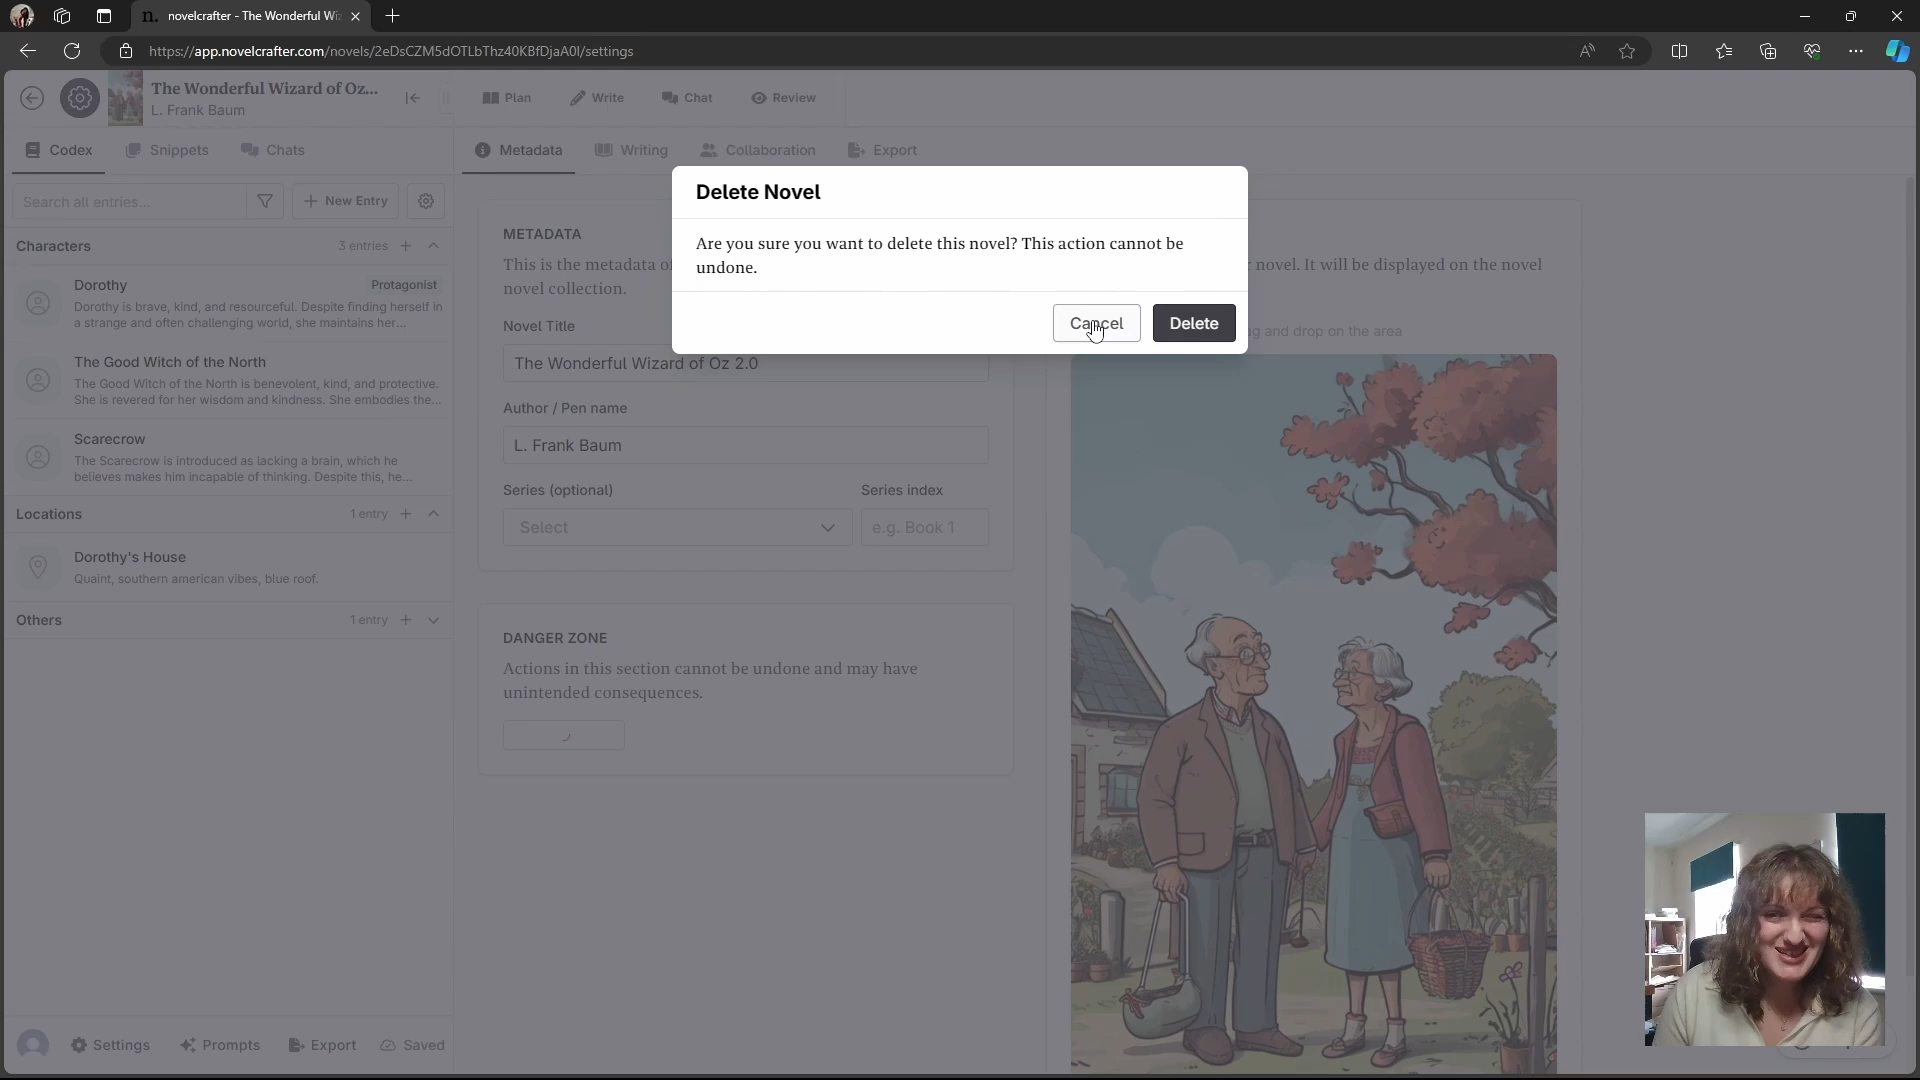 novelcrafter - The Wonderful Wi
https://app.novelcrafter.com/novels/2eDsCZM5dOTLbThz40KBfDjaA0l/settings
The Wonderful Wizard of Oz...
L. Frank Baum
Plan
Write
Chat
Review
Codex
Snippets
Chats
Metadata
Writing
Collaboration
Export
Search all entries...
New Entry
Characters
3 entries
Dorothy
Protagonist
Dorothy is brave, kind, and resourceful. Despite finding herself in
a strange and often challenging world, she maintains her...
The Good Witch of the North
The Good Witch of the North is benevolent, kind, and protective.
She is revered for her wisdom and kindness. She embodies the...
Scarecrow
The Scarecrow is introduced as lacking a brain, which he
believes makes him incapable of thinking. Despite this, he...
Locations
1 entry
Dorothy's House
Quaint, southern american vibes, blue roof.
Others
1 entry
Settings
Prompts
Export
Saved
METADATA
This is the metadata
novel collection.
Novel Title
The Wonderful Wizard of Oz 2.0
Author / Pen name
L. Frank Baum
Series (optional)
Series index
Select
e.g. Book 1
DANGER ZONE
Actions in this section cannot be undone and may have
unintended consequences.
novel. It will be displayed on the novel
and drop on the area
Delete Novel
Are you sure you want to delete this novel? This action cannot be
undone.
Cancel
Delete